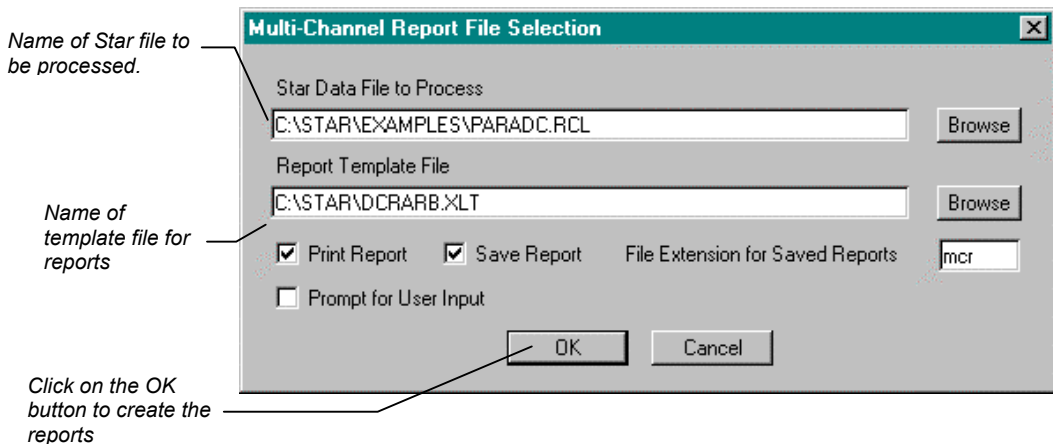 Multi-Channel Report File Selection
Name of Star file to
be processed.
Star Data File to Process
C:\STAR\EXAMPLES\PARADC.RCL
Browse
Report Template File
C:\STAR\DCRARB.XLT
Browse
Name of
template file for
reports
Print Report
Save Report
File Extension for Saved Reports
mcr
Prompt for User Input
OK
Cancel
Click on the OK
button to create the
reports